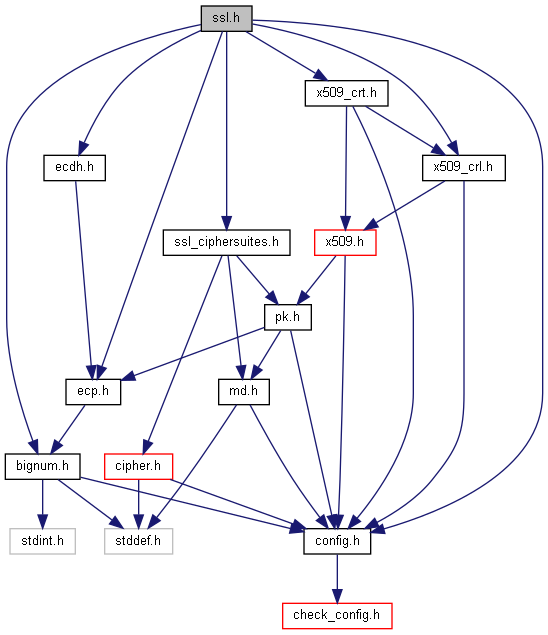 ssl.h
x509_crt.h
ecdh.h
x509_crl.h
ssl_ciphersuites.h
x509.h
pk.h
ecp.h
md.h
bignum.h
cipher.h
stdint.h
stddef.h
config.h
check_config.h